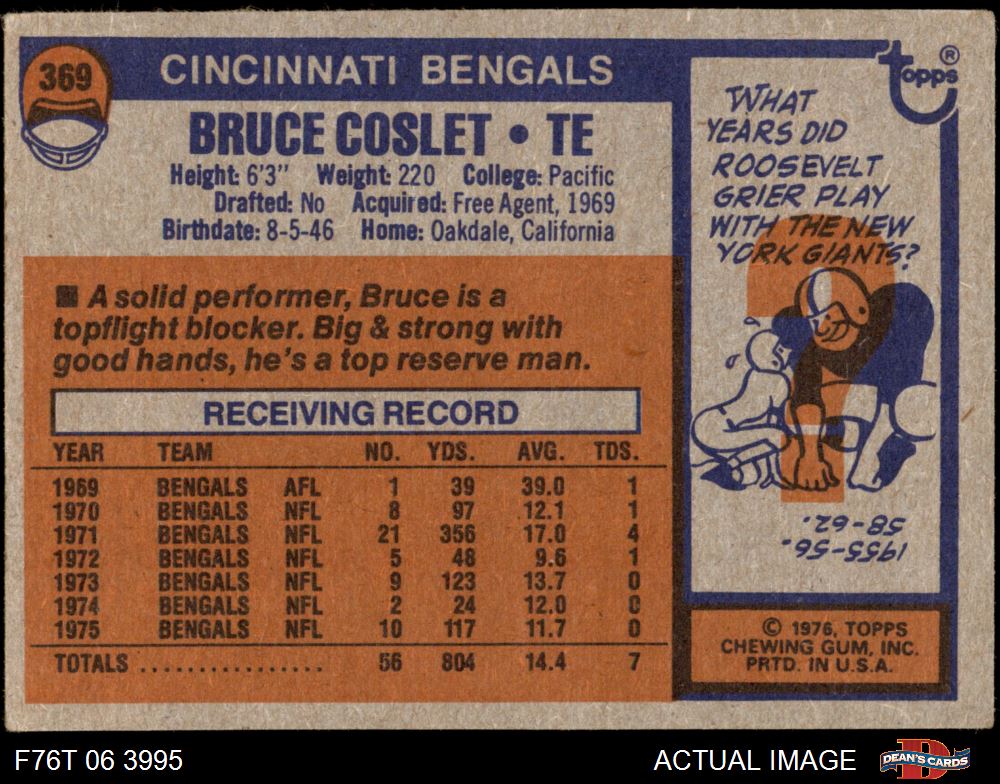 369
CINCINNATI BENGALS
BRUCE COSLET • TE
Height: 6'3" Weight: 220 College: Pacific
Drafted: No Acquired: Free Agent, 1969
Birthdate: 8-5-46 Home: Oakdale, California
■ A solid performer, Bruce is a
topflight blocker. Big & strong with
good hands, he's a top reserve man.
RECEIVING RECORD
YEAR TEAM NO. YDS. AVG. TDS.
1969 BENGALS AFL 1 39 39.0 1
1970 BENGALS NFL 8 97 12.1 1
1971 BENGALS NFL 21 356 17.0 4
1972 BENGALS NFL 5 48 9.6 1
1973 BENGALS NFL 9 123 13.7 0
1974 BENGALS NFL 2 24 12.0 0
1975 BENGALS NFL 10 117 11.7 0
TOTALS ................ 56 804 14.4 7
topps ®
WHAT
YEARS DID
ROOSEVELT
GRIER PLAY
WITH THE NEW
YORK GIANTS?
?
1955-56.
58-62.
© 1976, TOPPS
CHEWING GUM, INC.
PRTD. IN U.S.A.
F76T 06 3995
ACTUAL IMAGE
D
DEAN'S CARDS